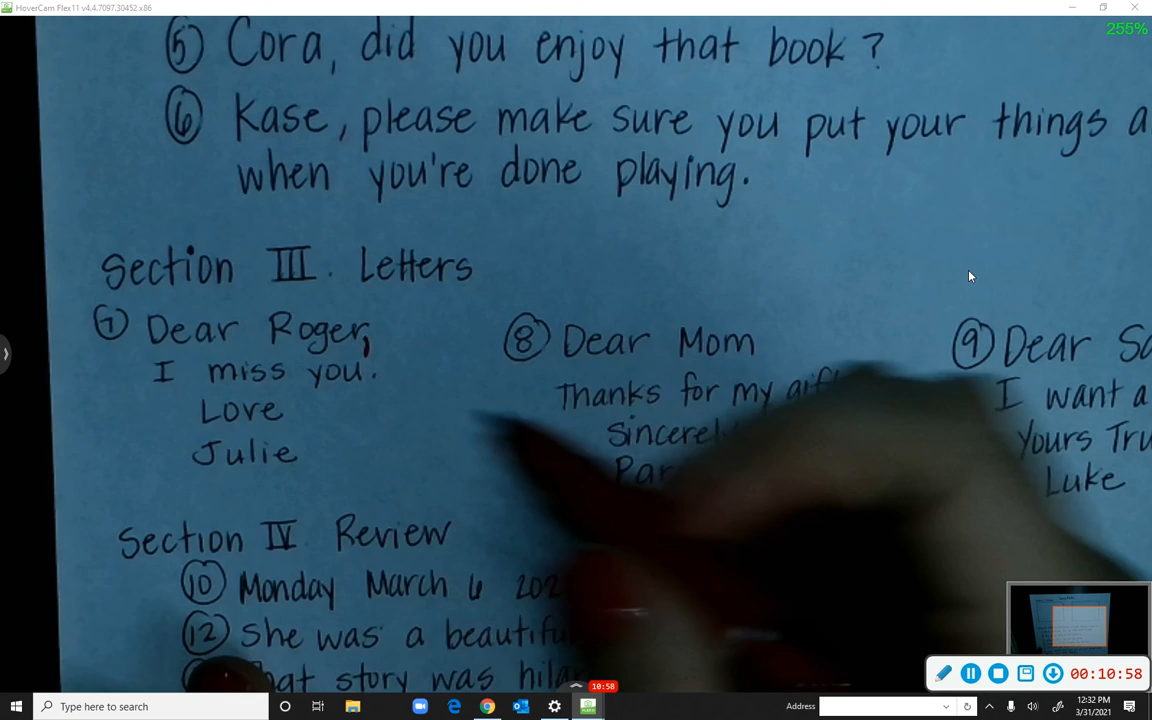 HoverCam Flex11 v4.4.7097.30452 x86
255%
⑤ Cora, did you enjoy that book?
⑥ Kase, please make sure you put your things
when you're done playing.
Section III. Letters
⑦ Dear Roger,
I miss you.
Love
Julie
⑧ Dear Mom
Thanks for my
⑨ Dear
I want a
Yours
Luke
Section IV Review
⑩ Monday March 6
⑫ She was a
story was
00:10:58
10:58
Type here to search
Address
12:32 PM
3/31/2021